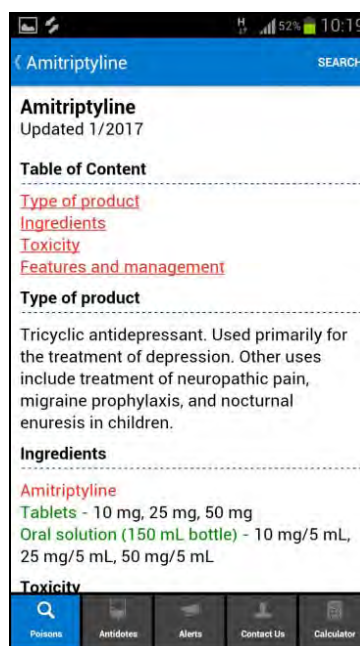 H 52% 10:19
Amitriptyline SEARCH
Amitriptyline
Updated 1/2017
Table of Content
Type of product
Ingredients
Toxicity
Features and management
Type of product
Tricyclic antidepressant. Used primarily for
the treatment of depression. Other uses
include treatment of neuropathic pain,
migraine prophylaxis, and nocturnal
enuresis in children.
Ingredients
Amitriptyline
Tablets - 10 mg, 25 mg, 50 mg
Oral solution (150 mL bottle) - 10 mg/5 mL,
25 mg/5 mL, 50 mg/5 mL
Toxicity
Poisons Antidotes Alerts Contact Us Calculator